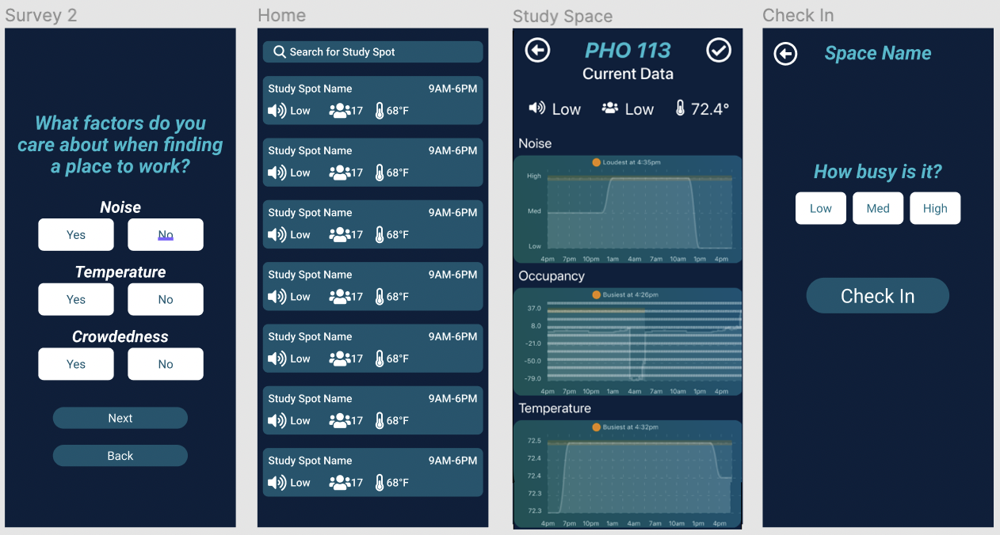 Survey 2
What factors do you
care about when finding
a place to work?
Noise
Yes No
Temperature
Yes No
Crowdedness
Yes No
Next
Back
Home
Search for Study Spot
Study Spot Name 9AM-6PM
Low 17 68°F
Study Spot Name 9AM-6PM
Low 17 68°F
Study Spot Name 9AM-6PM
Low 17 68°F
Study Spot Name 9AM-6PM
Low 17 68°F
Study Spot Name 9AM-6PM
Low 17 68°F
Study Spot Name 9AM-6PM
Low 17 68°F
Study Spot Name 9AM-6PM
Low 17 68°F
Study Space
PHO 113
Current Data
Low Low 72.4°
Noise
Loudest at 4:35pm
High
Med
Low
4pm 7pm 10pm 1am 4am 7am 10am 1pm 4pm
Occupancy
Busiest at 4:26pm
37.0
8.0
-21.0
-50.0
-79.0
4pm 7pm 10pm 1am 4am 7am 10am 1pm 4pm
Temperature
Busiest at 4:32pm
72.5
72.4
72.4
72.3
72.3
4pm 7pm 10pm 1am 4am 7am 10am 1pm 4pm
Check In
Space Name
How busy is it?
Low Med High
Check In